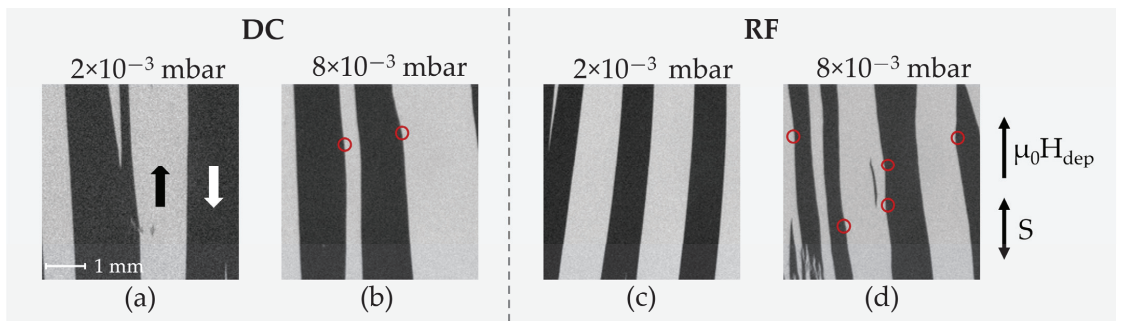 DC
RF
2×10⁻³ mbar
8×10⁻³ mbar
2×10⁻³ mbar
8×10⁻³ mbar
μ₀H_dep
S
1 mm
(a)
(b)
(c)
(d)